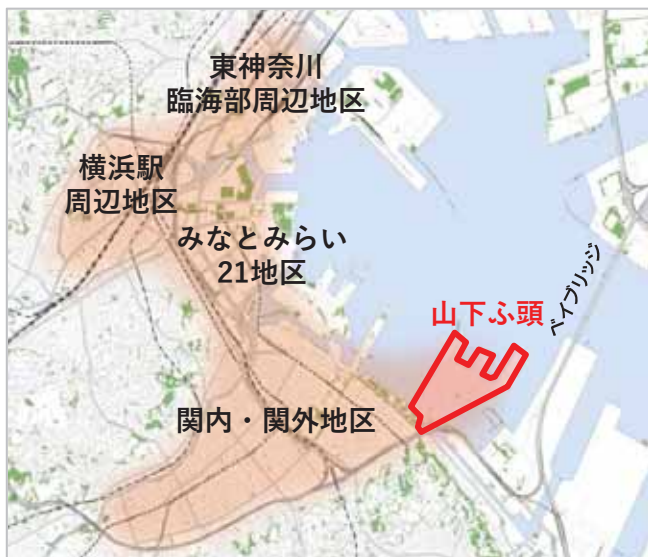 東神奈川
臨海部周辺地区
横浜駅
周辺地区
みなとみらい
21地区
ベイブリッジ
山下ふ頭
関内・関外地区